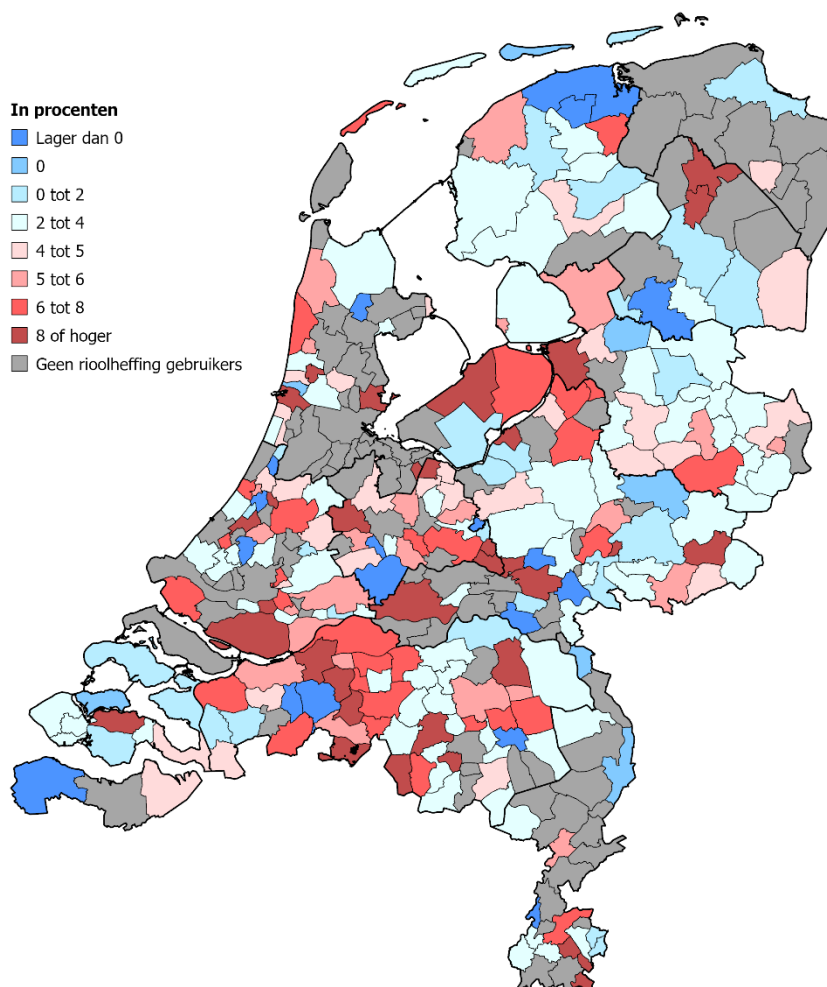 In procenten
Lager dan 0
0
0 tot 2
2 tot 4
4 tot 5
5 tot 6
6 tot 8
8 of hoger
Geen rioolheffing gebruikers